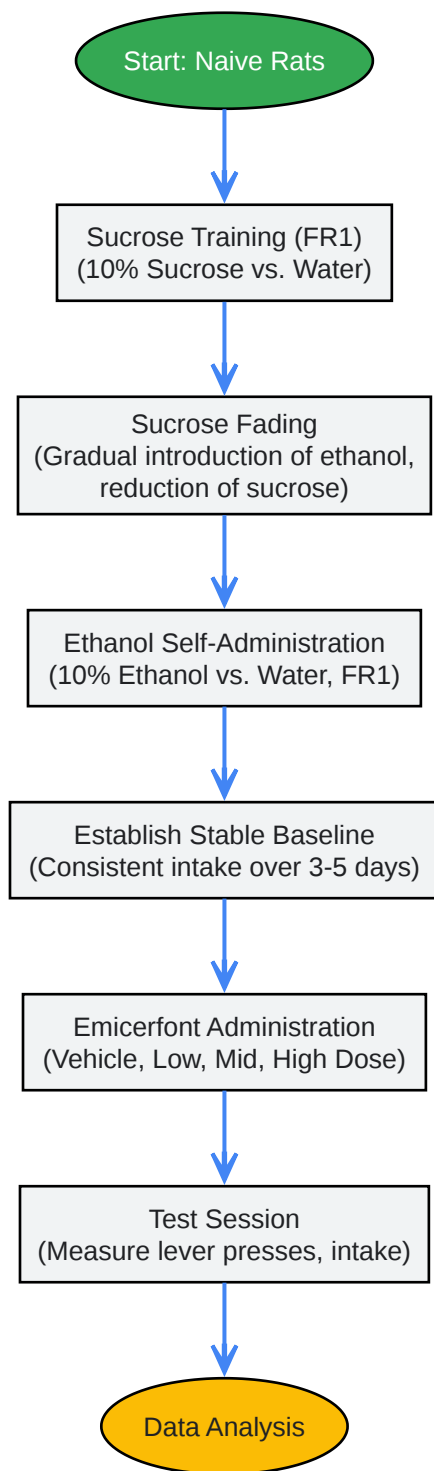 Start: Naive Rats
Sucrose Training (FR1)
(10% Sucrose vs. Water)
Sucrose Fading
(Gradual introduction of ethanol,
reduction of sucrose)
Ethanol Self-Administration
(10% Ethanol vs. Water, FR1)
Establish Stable Baseline
(Consistent intake over 3-5 days)
Emicerfont Administration
(Vehicle, Low, Mid, High Dose)
Test Session
(Measure lever presses, intake)
Data Analysis